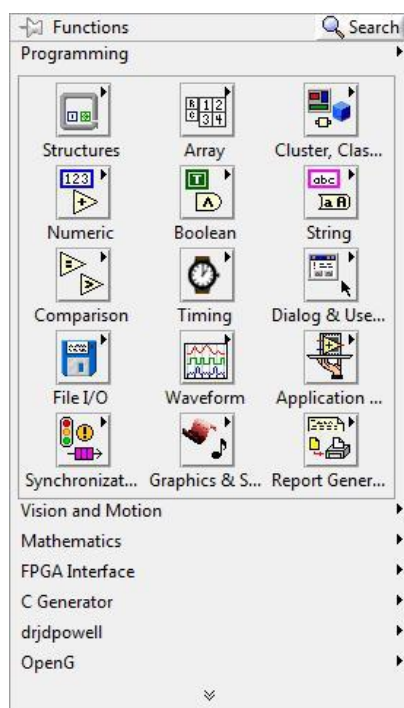 Functions Search
Programming
Structures Array Cluster, Clas...
Numeric Boolean String
Comparison Timing Dialog & Use...
File I/O Waveform Application ...
Synchronizat... Graphics & S... Report Gener...
Vision and Motion
Mathematics
FPGA Interface
C Generator
drjdpowell
OpenG